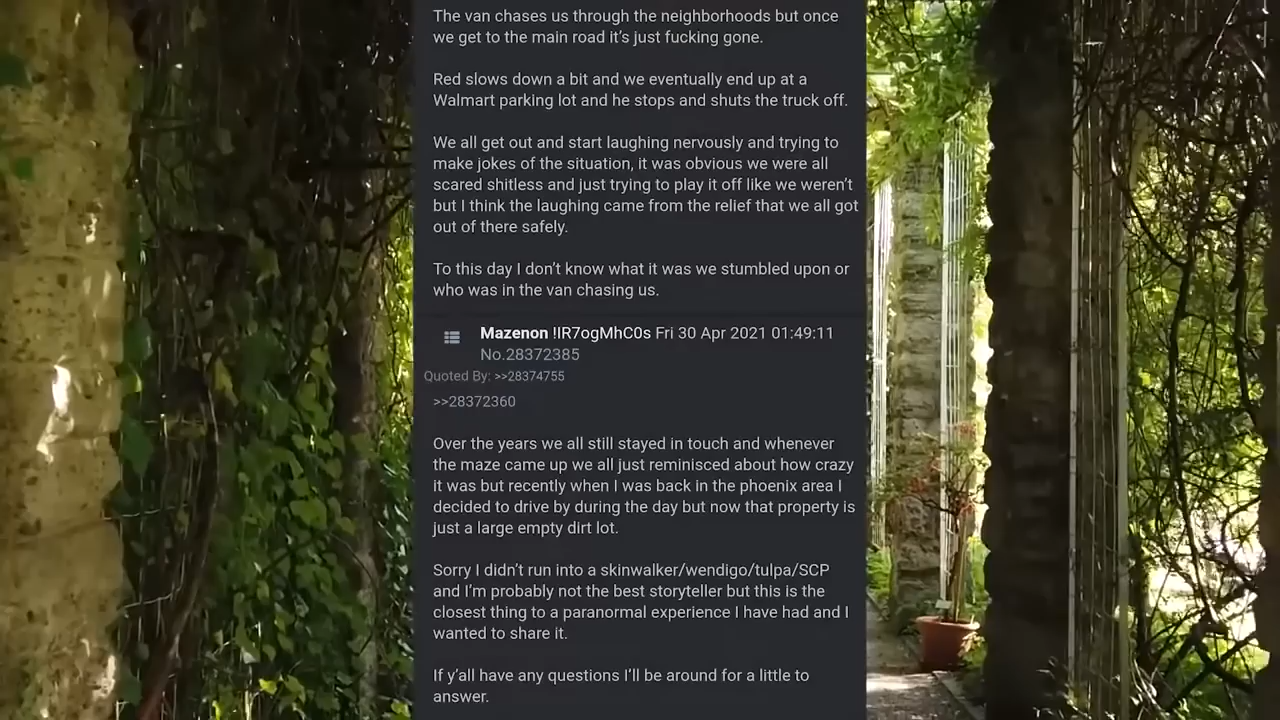 The van chases us through the neighborhoods but once
we get to the main road it’s just fucking gone.
Red slows down a bit and we eventually end up at a
Walmart parking lot and he stops and shuts the truck off.
We all get out and start laughing nervously and trying to
make jokes of the situation, it was obvious we were all
scared shitless and just trying to play it off like we weren’t
but I think the laughing came from the relief that we all got
out of there safely.
To this day I don’t know what it was we stumbled upon or
who was in the van chasing us.
Mazenon !lR7ogMhC0s Fri 30 Apr 2021 01:49:11
No.28372385
Quoted By: >>28374755
>>28372360
Over the years we all still stayed in touch and whenever
the maze came up we all just reminisced about how crazy
it was but recently when I was back in the phoenix area I
decided to drive by during the day but now that property is
just a large empty dirt lot.
Sorry I didn’t run into a skinwalker/wendigo/tulpa/SCP
and I’m probably not the best storyteller but this is the
closest thing to a paranormal experience I have had and I
wanted to share it.
If y’all have any questions I’ll be around for a little to
answer.